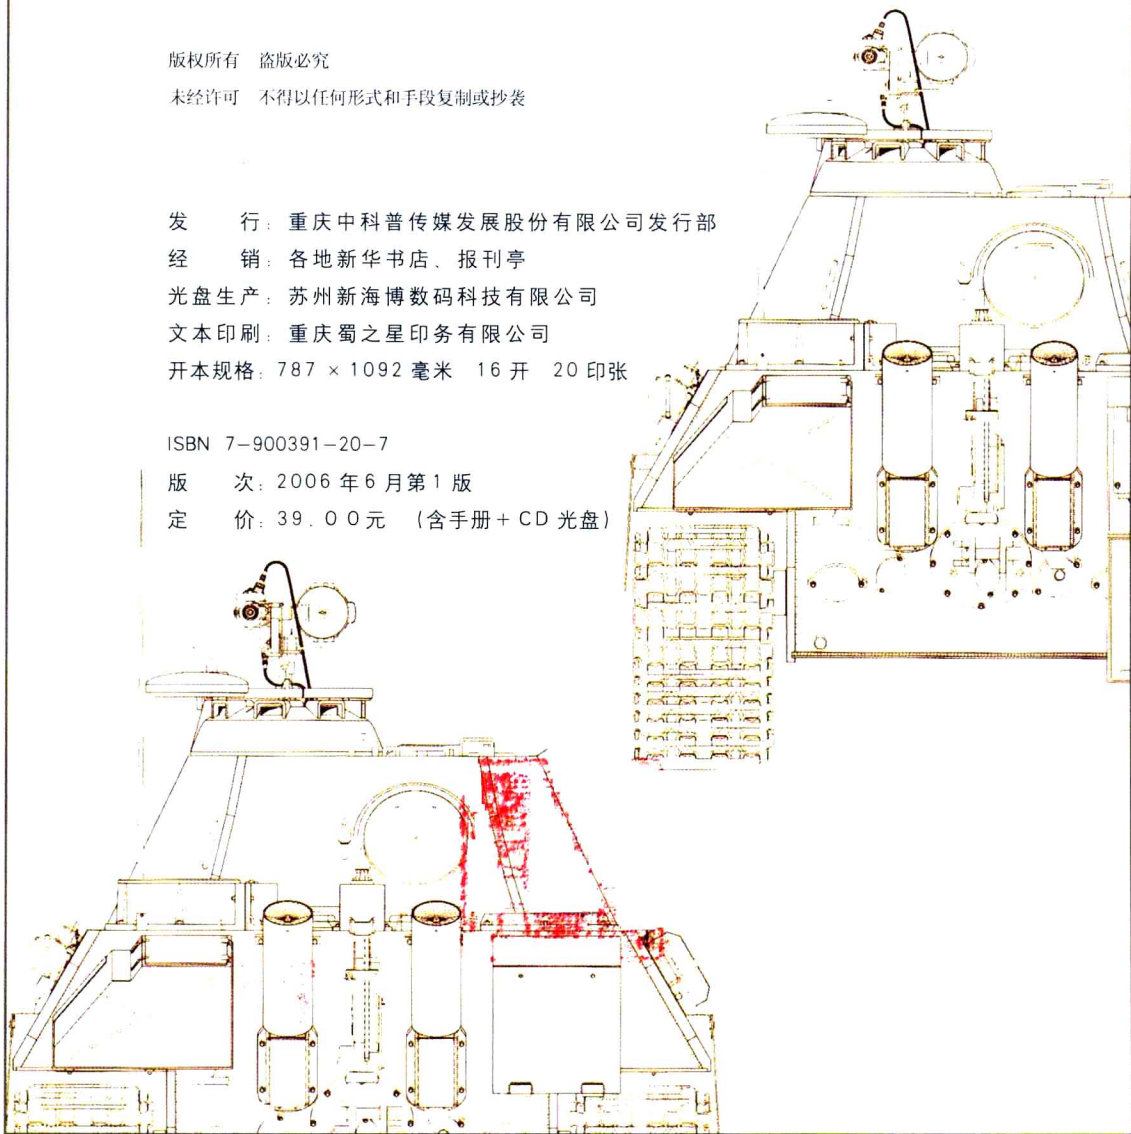 版权所有 盗版必究
未经许可 不得以任何形式和手段复制或抄袭
发 行: 重庆中科普传媒发展股份有限公司发行部
经 销: 各地新华书店、报刊亭
光盘生产: 苏州新海博数码科技有限公司
文本印刷: 重庆蜀之星印务有限公司
开本规格: 787 × 1092 毫米 16 开 20 印张
ISBN 7-900391-20-7
版 次: 2006 年 6 月第 1 版
定 价: 39.00元 (含手册+CD 光盘)